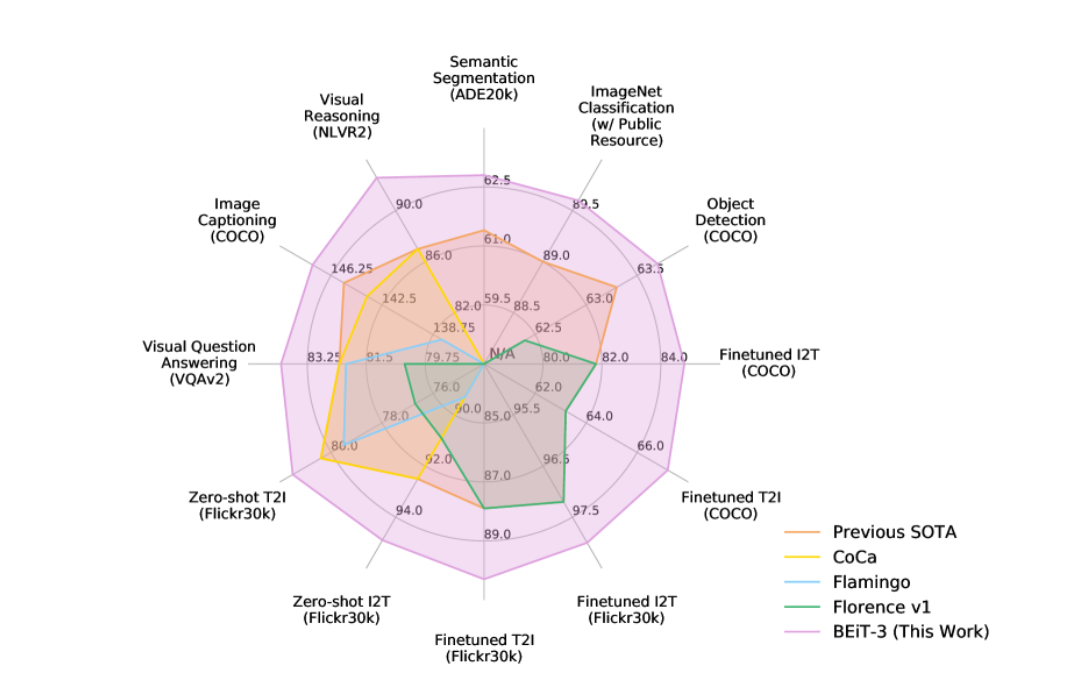 Semantic
Segmentation
(ADE20k)
ImageNet
Classification
(w/ Public
Resource)
Visual
Reasoning
(NLVR2)
Image
Captioning
(COCO)
Object
Detection
(COCO)
62.5
90.0
89.5
61.0
86.0
89.0
146.25
63.5
142.5
82.0
59.5
88.5
63.0
138.75
62.5
N/A
Visual Question
Answering
(VQAv2)
83.25
81.5
79.75
80.0
82.0
84.0
Finetuned I2T
(COCO)
76.0
62.0
78.0
90.0
85.0
95.5
64.0
80.0
92.0
87.0
96.5
66.0
94.0
89.0
97.5
Zero-shot T2I
(Flickr30k)
Finetuned T2I
(COCO)
Zero-shot I2T
(Flickr30k)
Finetuned T2I
(Flickr30k)
Finetuned I2T
(Flickr30k)
Previous SOTA
CoCa
Flamingo
Florence v1
BEiT-3 (This Work)